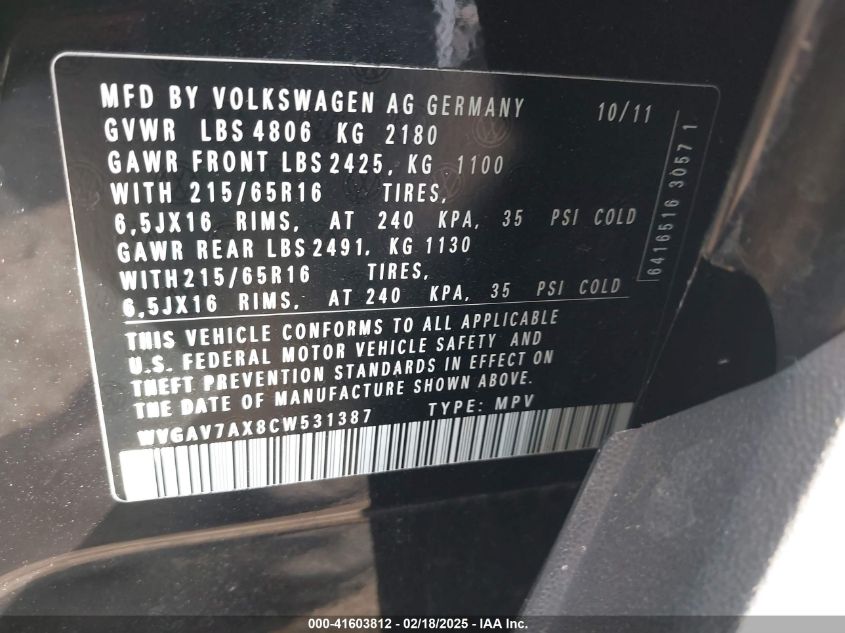 MFD BY VOLKSWAGEN AG GERMANY 10/11
GVWR LBS 4806 KG 2180
GAWR FRONT LBS 2425, KG 1100
WITH 215/65R16 TIRES,
6,5JX16 RIMS, AT 240 KPA, 35 PSI COLD
GAWR REAR LBS 2491, KG 1130
WITH 215/65R16 TIRES,
6,5JX16 RIMS, AT 240 KPA, 35 PSI COLD
THIS VEHICLE CONFORMS TO ALL APPLICABLE
U.S. FEDERAL MOTOR VEHICLE SAFETY AND
THEFT PREVENTION STANDARDS IN EFFECT ON
THE DATE OF MANUFACTURE SHOWN ABOVE.
WVGAV7AX8CW531387 TYPE: MPV
6416516 3057 1
000-41603812 - 02/18/2025 - IAA Inc.